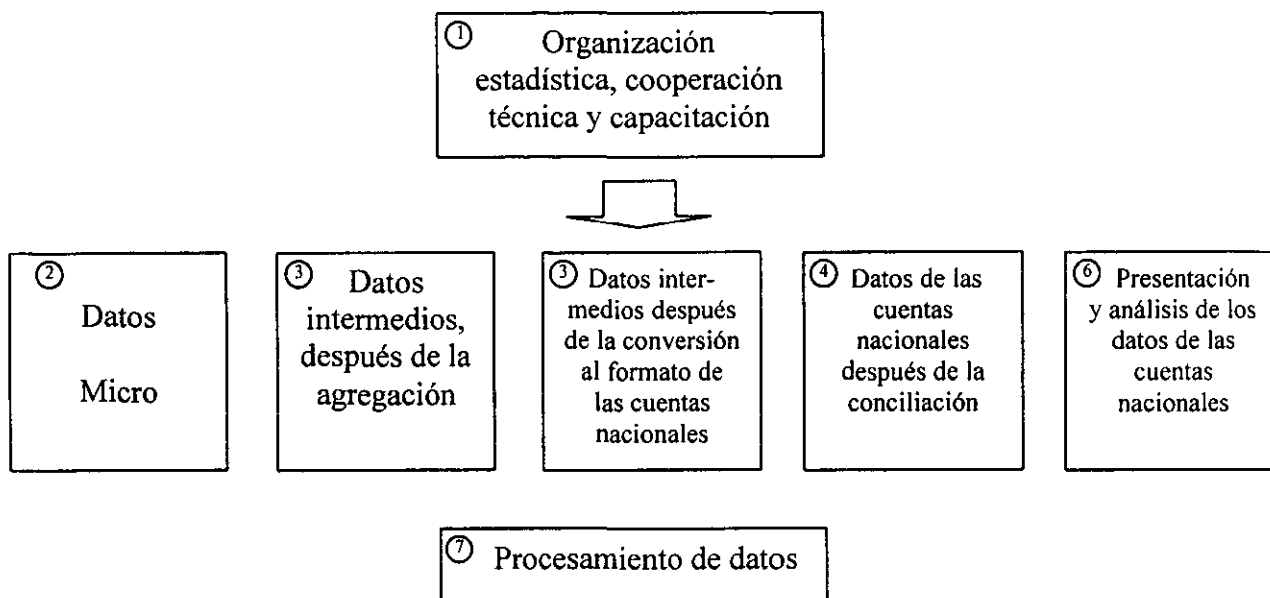 ① Organización
estadística, cooperación
técnica y capacitación
②
Datos
Micro
③ Datos
intermedios,
después de la
agregación
③ Datos inter-
medios después
de la conversión
al formato de
las cuentas
nacionales
④ Datos de las
cuentas
nacionales
después de la
conciliación
⑥ Presentación
y análisis de los
datos de las
cuentas
nacionales
⑦ Procesamiento de datos